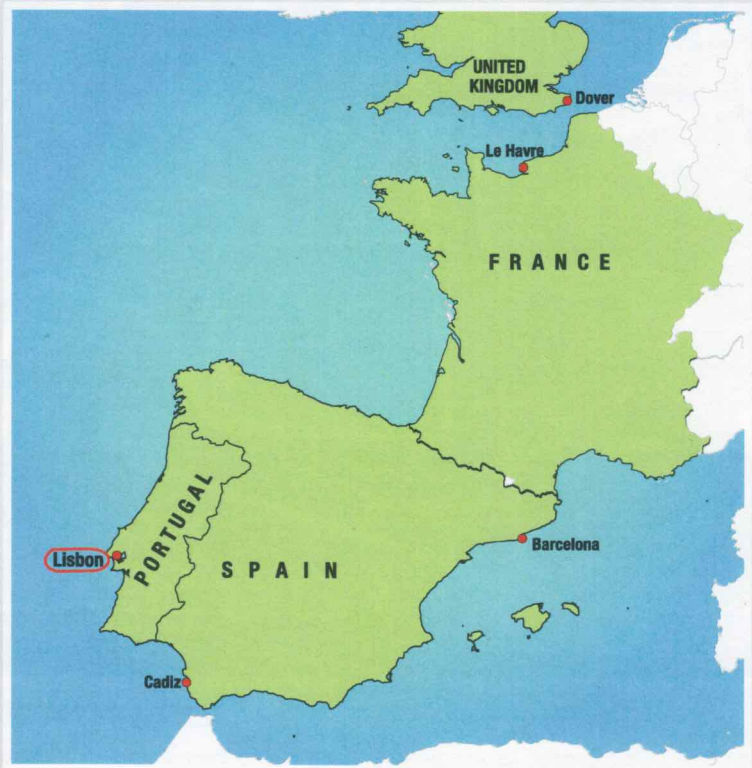 UNITED
KINGDOM
Dover
Le Havre
FRANCE
PORTUGAL
Lisbon
SPAIN
Barcelona
Cadiz